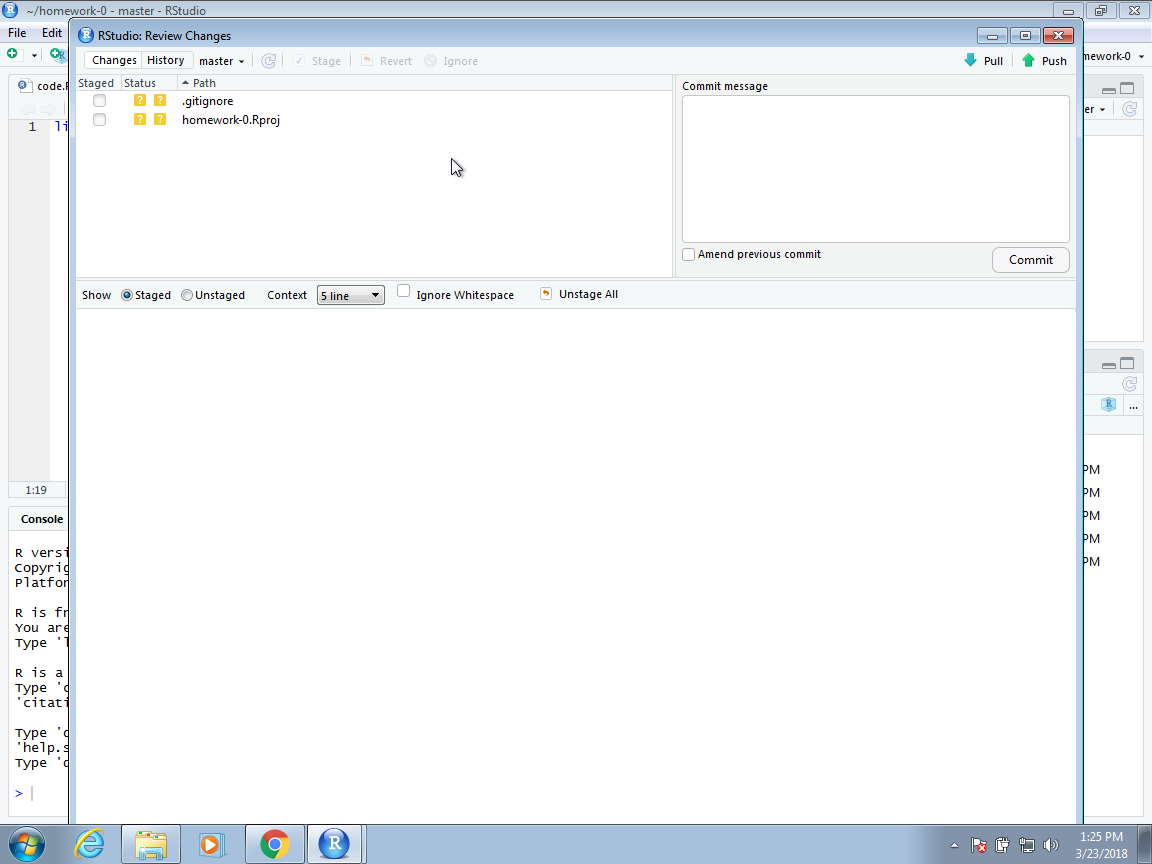 ~/homework-0 - master - RStudio
File Edit
RStudio: Review Changes
Changes History master Stage Revert Ignore Pull Push
mework-0
code.R
Staged Status Path
.gitignore
homework-0.Rproj
Commit message
er
1 li
Amend previous commit
Commit
Show Staged Unstaged Context 5 line Ignore Whitespace Unstage All
...
PM
PM
PM
PM
PM
1:19
Console
R versi
Copyrig
Platfor
R is fr
You are
Type 'l
R is a
Type 'c
'citati
Type 'd
'help.s
Type 'q
>
1:25 PM
3/23/2018